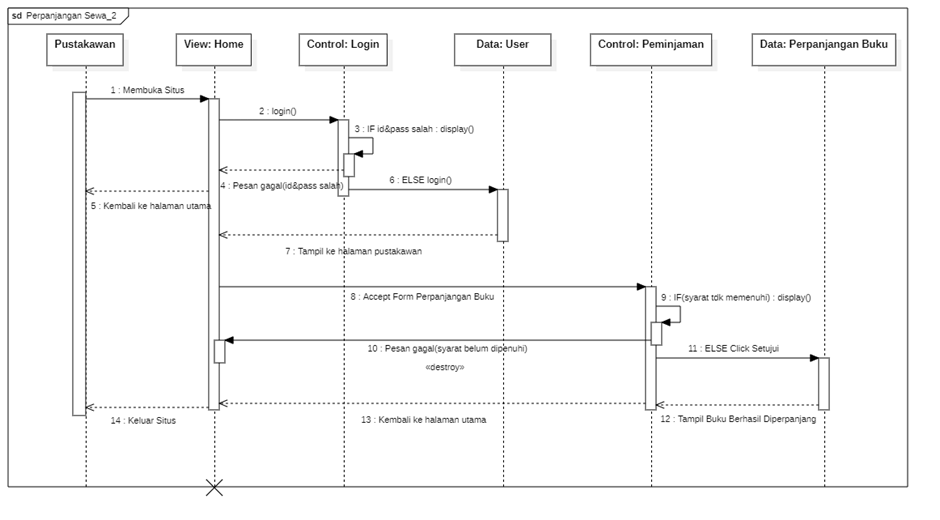 sd Perpanjangan Sewa_2
Pustakawan
View: Home
Control: Login
Data: User
Control: Peminjaman
Data: Perpanjangan Buku
1 : Membuka Situs
2 : login()
3 : IF id&pass salah : display()
4 : Pesan gagal(id&pass salah)
6 : ELSE login()
5 : Kembali ke halaman utama
7 : Tampil ke halaman pustakawan
8 : Accept Form Perpanjangan Buku
9 : IF(syarat tdk memenuhi) : display()
10 : Pesan gagal(syarat belum dipenuhi)
11 : ELSE Click Setujui
«destroy»
14 : Keluar Situs
13 : Kembali ke halaman utama
12 : Tampil Buku Berhasil Diperpanjang